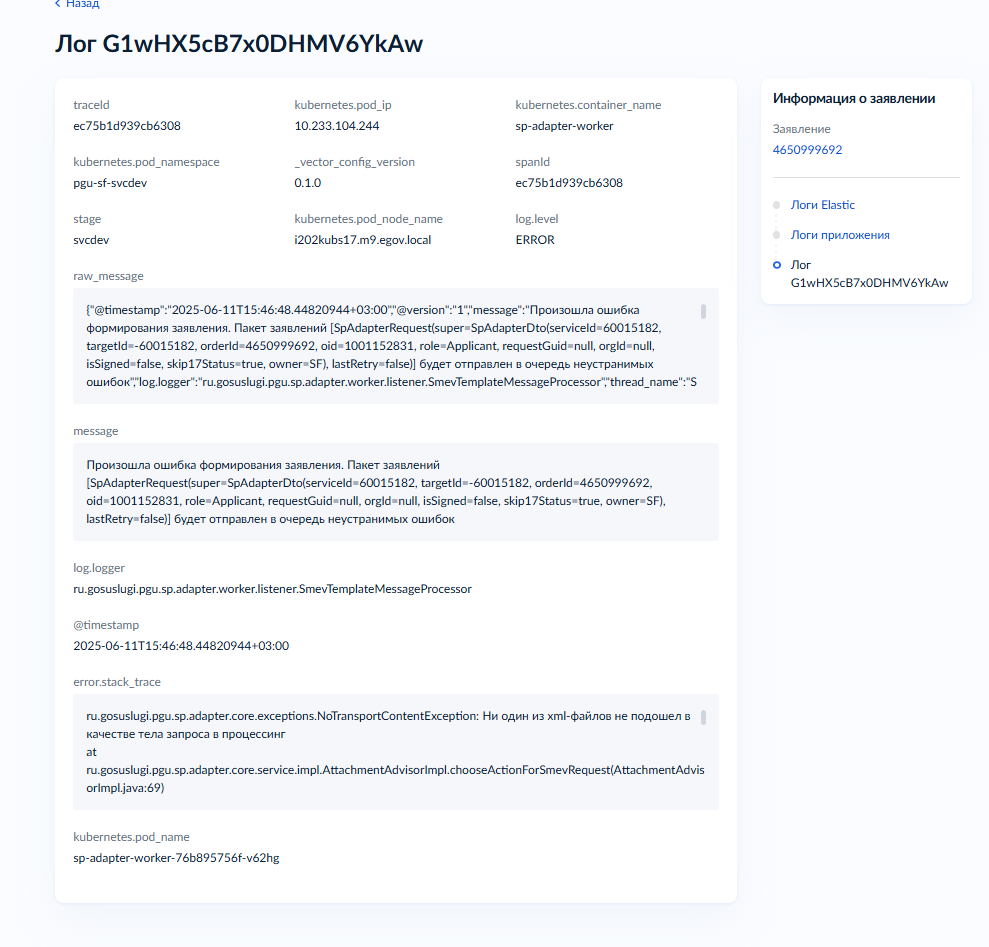 Назад
Лог G1wHX5cB7x0DHMV6YkAw
traceId
kubernetes.pod_ip
kubernetes.container_name
ec75b1d939cb6308
10.233.104.244
sp-adapter-worker
kubernetes.pod_namespace
_vector_config_version
spanId
pgu-sf-svcdev
0.1.0
ec75b1d939cb6308
stage
kubernetes.pod_node_name
log.level
svcdev
i202kubs17.m9.egov.local
ERROR
raw_message
{"@timestamp":"2025-06-11T15:46:48.44820944+03:00","@version":"1","message":"Произошла ошибка
формирования заявления. Пакет заявлений [SpAdapterRequest(super=SpAdapterDto(serviceId=60015182,
targetId=-60015182, orderId=4650999692, oid=1001152831, role=Applicant, requestGuid=null, orgId=null,
isSigned=false, skip17Status=true, owner=SF), lastRetry=false)] будет отправлен в очередь неустранимых
ошибок","log.logger":"ru.gosuslugi.pgu.sp.adapter.worker.listener.SmevTemplateMessageProcessor","thread_name":"S
message
Произошла ошибка формирования заявления. Пакет заявлений
[SpAdapterRequest(super=SpAdapterDto(serviceId=60015182, targetId=-60015182, orderId=4650999692,
oid=1001152831, role=Applicant, requestGuid=null, orgId=null, isSigned=false, skip17Status=true, owner=SF),
lastRetry=false)] будет отправлен в очередь неустранимых ошибок
log.logger
ru.gosuslugi.pgu.sp.adapter.worker.listener.SmevTemplateMessageProcessor
@timestamp
2025-06-11T15:46:48.44820944+03:00
error.stack_trace
ru.gosuslugi.pgu.sp.adapter.core.exceptions.NoTransportContentException: Ни один из xml-файлов не подошел в
качестве тела запроса в процессинг
at
ru.gosuslugi.pgu.sp.adapter.core.service.impl.AttachmentAdvisorImpl.chooseActionForSmevRequest(AttachmentAdvis
orImpl.java:69)
kubernetes.pod_name
sp-adapter-worker-76b895756f-v62hg
Информация о заявлении
Заявление
4650999692
Логи Elastic
Логи приложения
Лог
G1wHX5cB7x0DHMV6YkAw